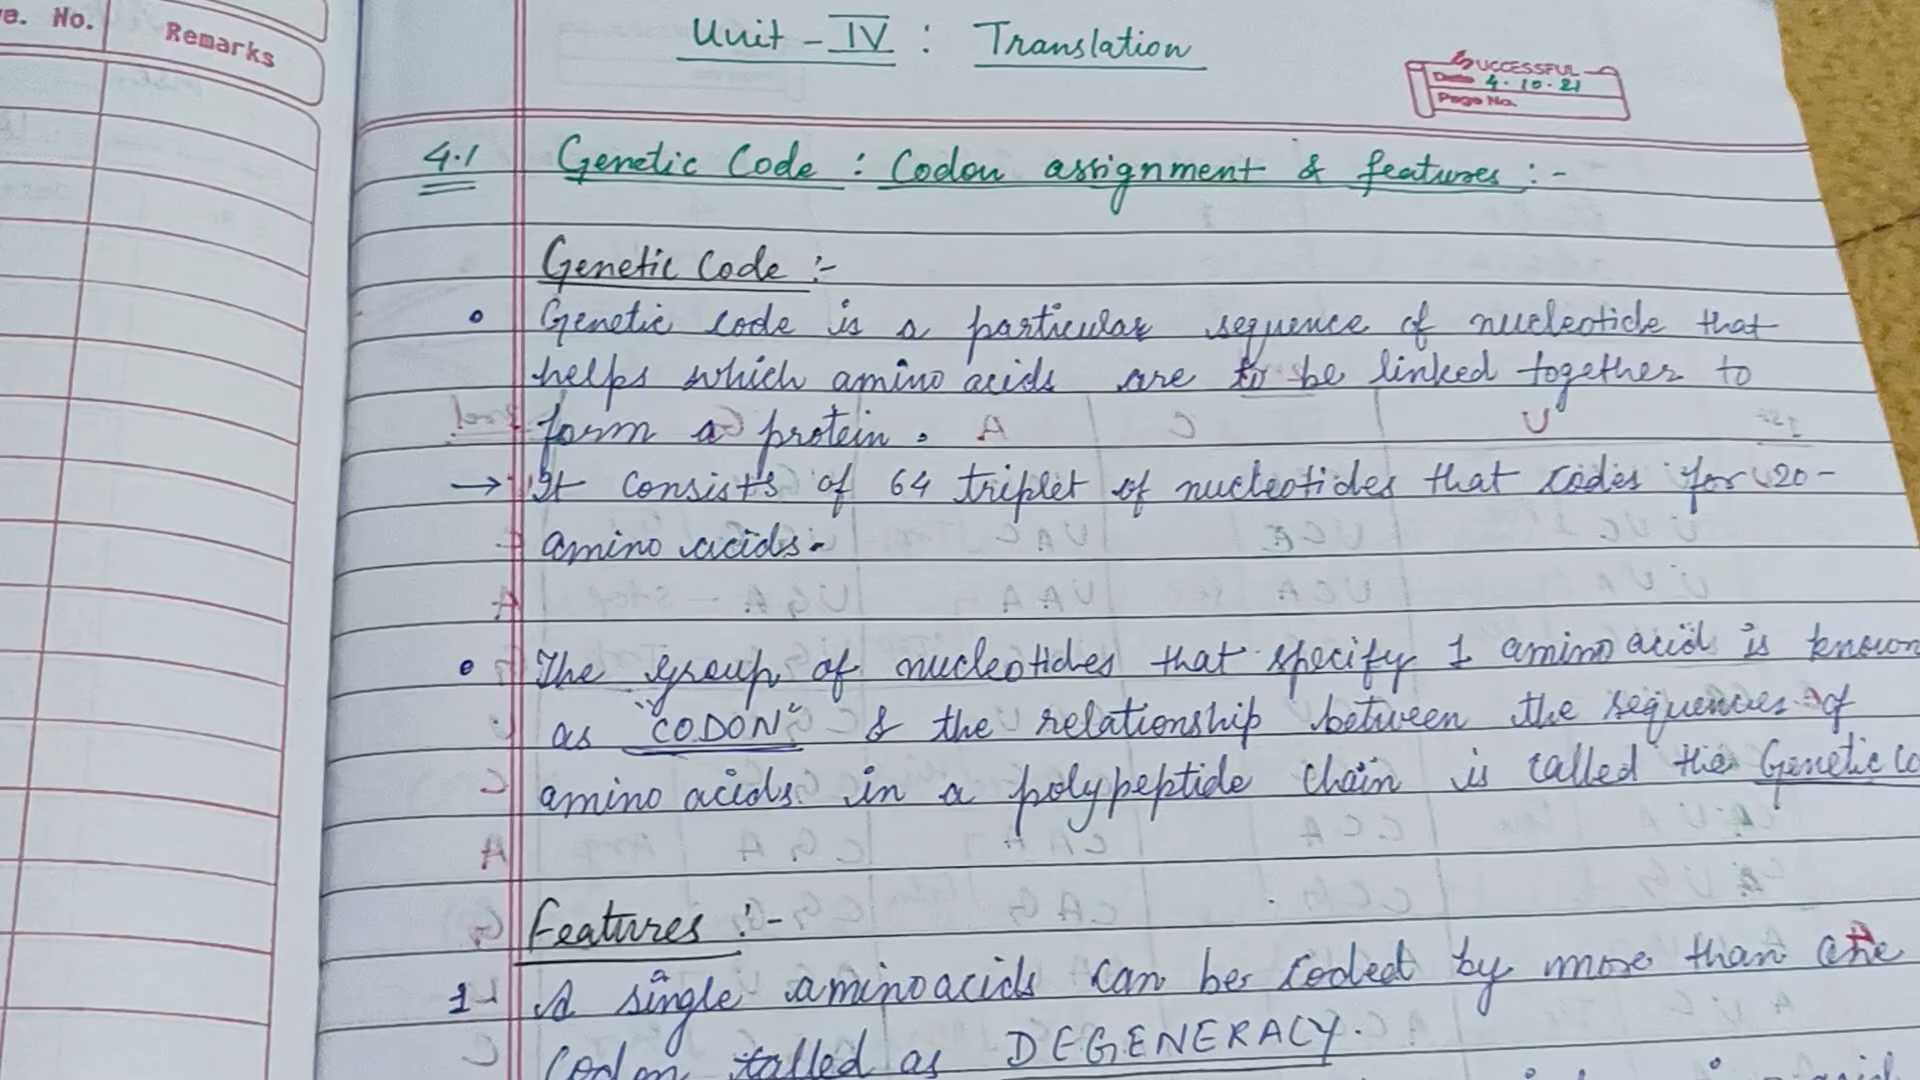 e. No.
Remarks
Unit - IV : Translation
SUCCESSFUL
Date 4.10.21
Page No.
4.1 Genetic Code : Codon assignment & features :-
Genetic Code :-
• Genetic code is a particular sequence of nucleotide that
helps which amino acids are to be linked together to
form a protein.
→ It consists of 64 triplet of nucleotides that codes for 20-
amino acids.
• The group of nucleotides that specify 1 amino acid is known
as "CODON" & the relationship between the sequences of
amino acids in a polypeptide chain is called the Genetic Co
Features :-
1- A single aminoacids can be coded by more than one
Codon called as DEGENERACY.